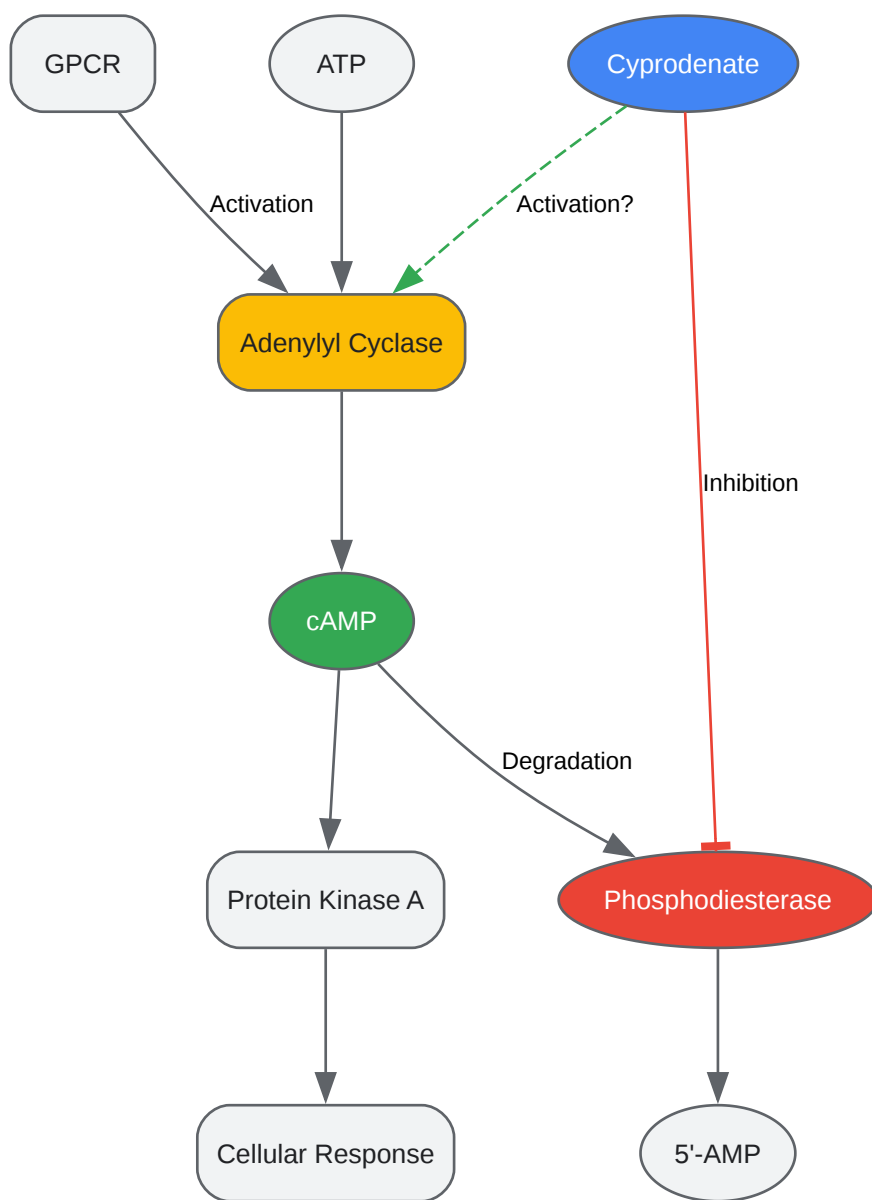 GPCR
ATP
Cyprodenate
Activation
Activation?
Adenylyl Cyclase
Inhibition
cAMP
Degradation
Protein Kinase A
Phosphodiesterase
Cellular Response
5'-AMP